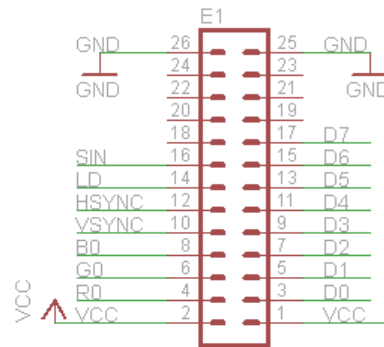 E1
GND 26 25 GND
24 23
GND 22 21 GND
20 19
18 17 D7
SIN 16 15 D6
LD 14 13 D5
HSYNC 12 11 D4
VSYNC 10 9 D3
B0 8 7 D2
G0 6 5 D1
R0 4 3 D0
VCC VCC 2 1 VCC